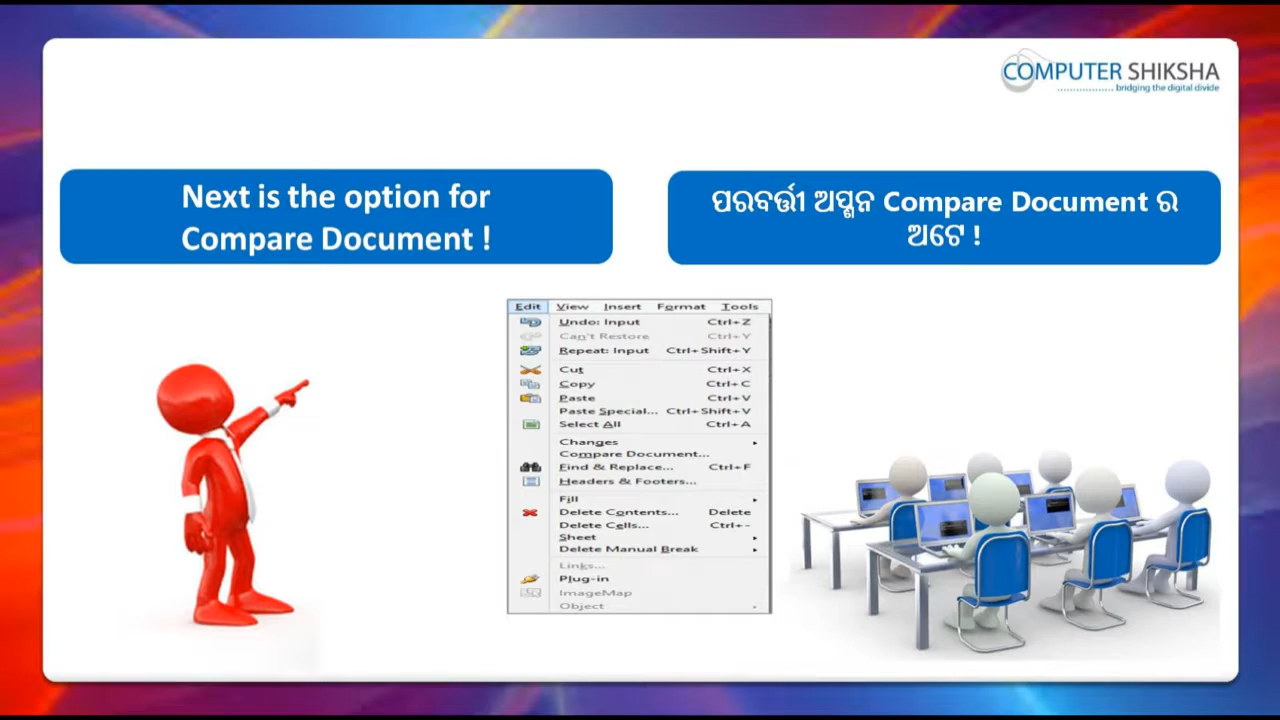 COMPUTER SHIKSHA
bridging the digital divide
Next is the option for
Compare Document !
ପରବର୍ତ୍ତୀ ଅପ୍ଶନ Compare Document ର
ଅଟେ !
Edit View Insert Format Tools
Undo: Input Ctrl+Z
Can't Restore Ctrl+Y
Repeat: Input Ctrl+Shift+Y
Cut Ctrl+X
Copy Ctrl+C
Paste Ctrl+V
Paste Special... Ctrl+Shift+V
Select All Ctrl+A
Changes
Compare Document...
Find & Replace... Ctrl+F
Headers & Footers...
Fill
Delete Contents... Delete
Delete Cells... Ctrl+-
Sheet
Delete Manual Break
Links...
Plug-in
ImageMap
Object